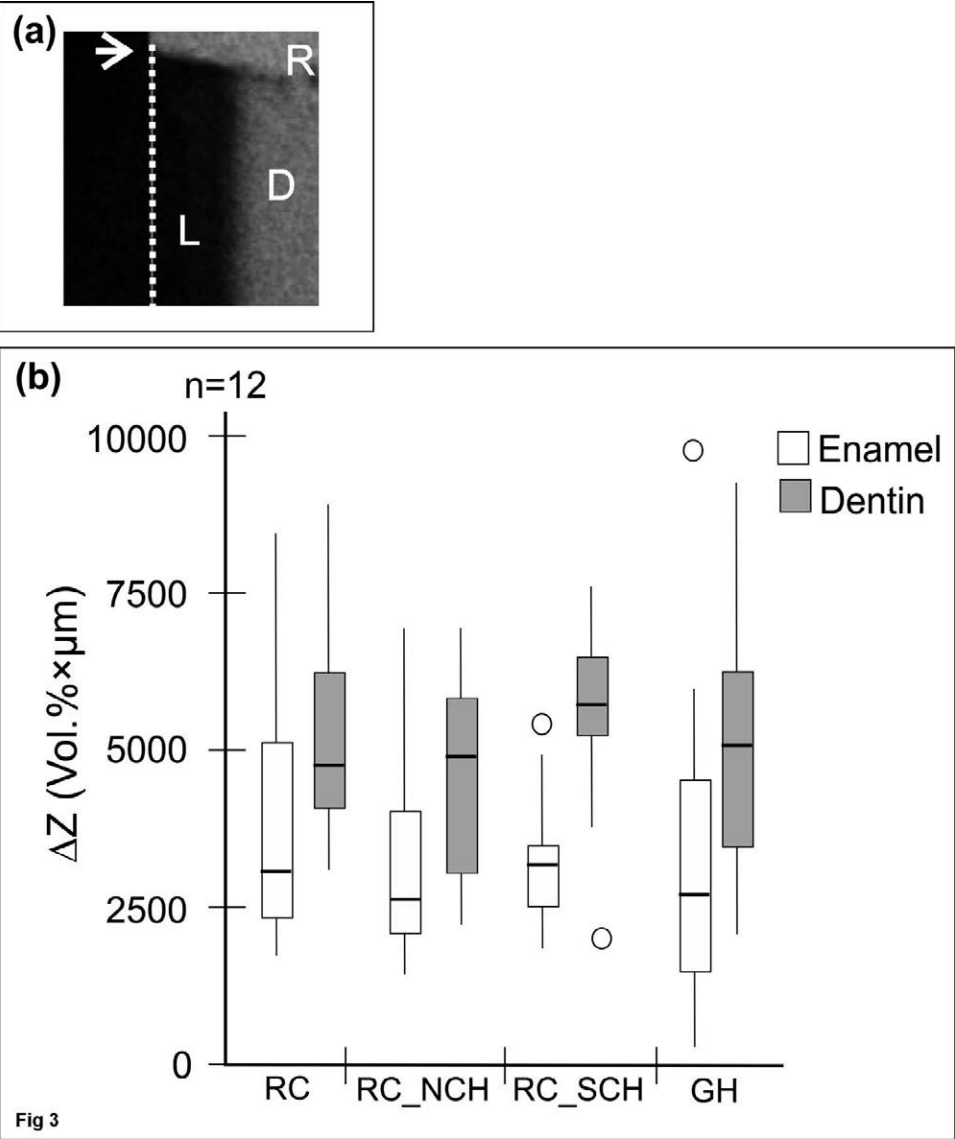 (a)
R
D
L
(b)
n=12
10000
7500
5000
2500
0
ΔZ (Vol.%×µm)
Enamel
Dentin
RC RC_NCH RC_SCH GH
Fig 3